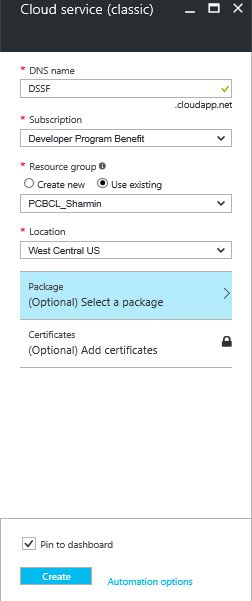 Cloud service (classic)
* DNS name
DSSF
.cloudapp.net
* Subscription
Developer Program Benefit
* Resource group
Create new Use existing
PCBCL_Sharmin
* Location
West Central US
Package
(Optional) Select a package
Certificates
(Optional) Add certificates
Pin to dashboard
Create Automation options